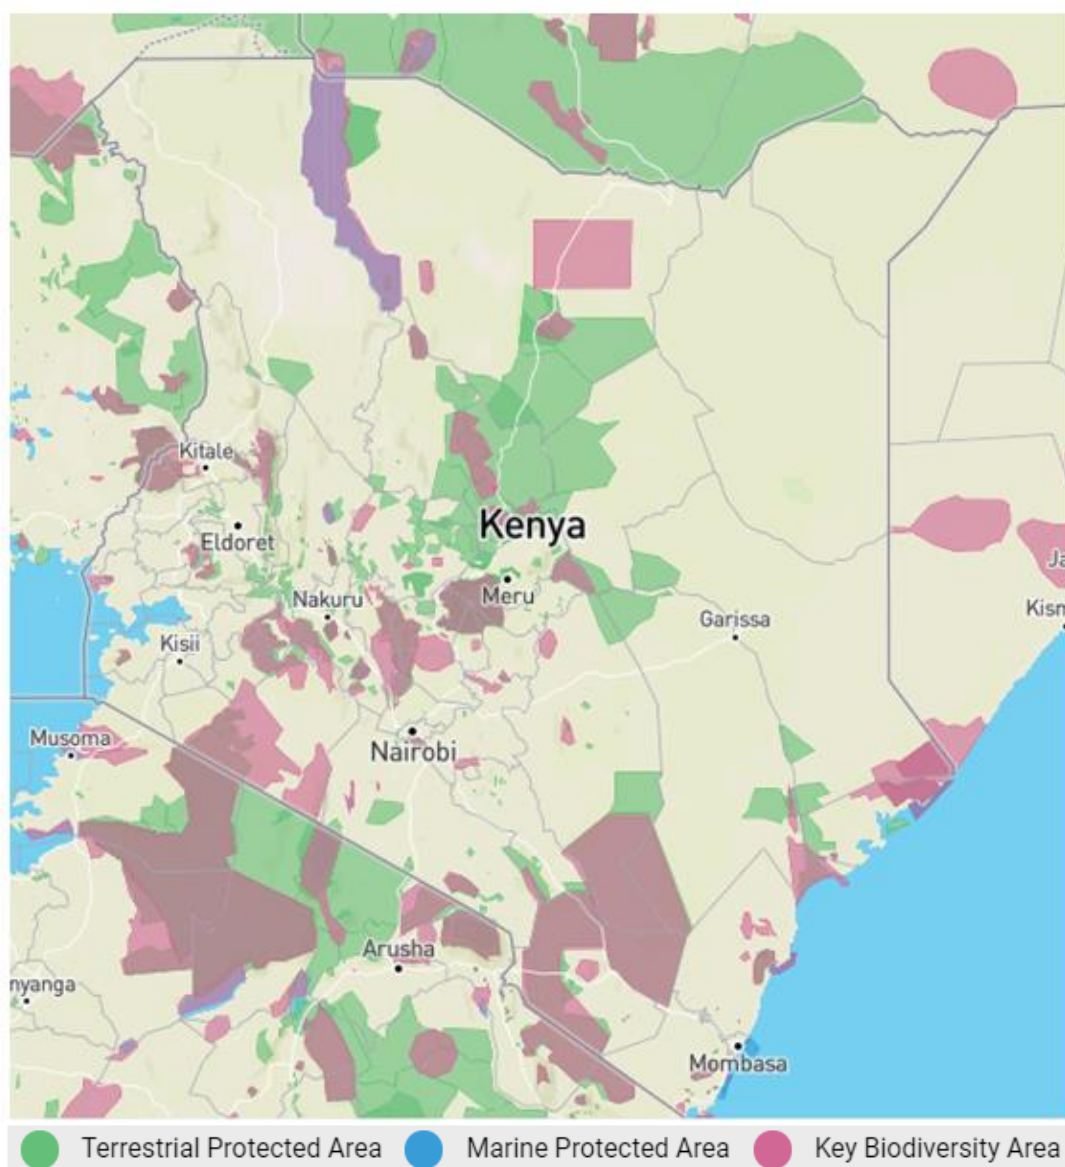 Kitale
Kenya
Eldoret
Meru
Nakuru
Garissa
Ja
Kism
Kisii
Musoma
Nairobi
Arusha
nyanga
Mombasa
Terrestrial Protected Area
Marine Protected Area
Key Biodiversity Area